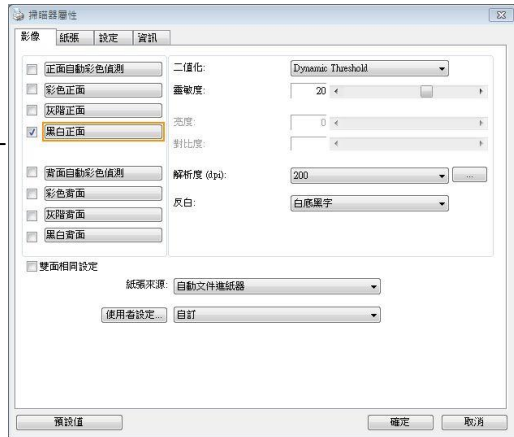 掃瞄器屬性
影像 紙張 設定 資訊
正面自動彩色偵測
彩色正面
灰階正面
黑白正面
背面自動彩色偵測
彩色背面
灰階背面
黑白背面
二值化: Dynamic Threshold
靈敏度: 20
亮度: 0
對比度:
解析度 (dpi): 200 ...
反白: 白底黑字
雙面相同設定
紙張來源: 自動文件進紙器
使用者設定... 自訂
預設值 確定 取消